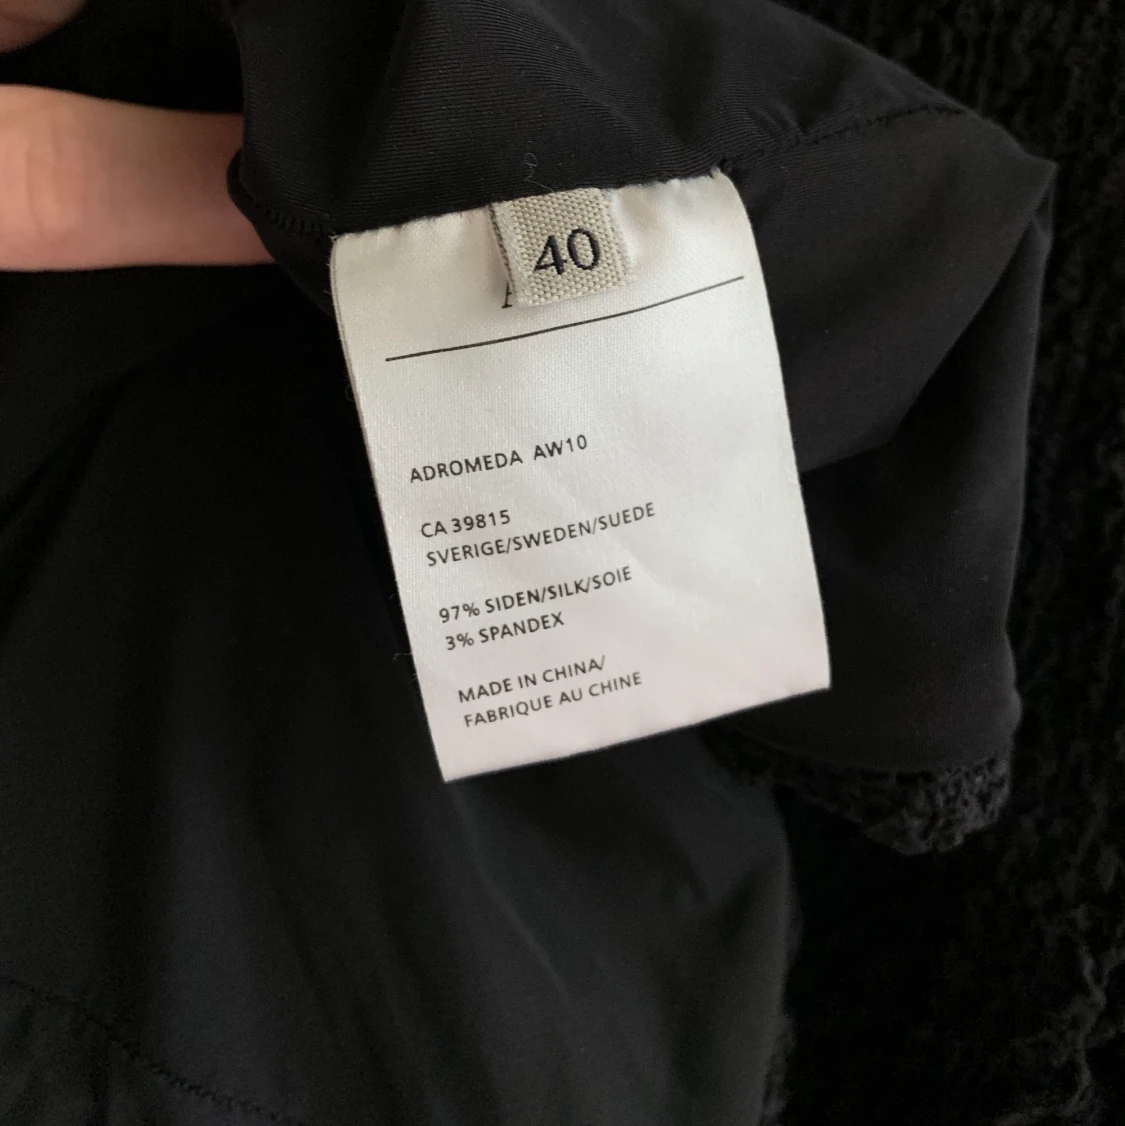 40
ADROMEDA AW10
CA 39815
SVERIGE/SWEDEN/SUEDE
97% SIDEN/SILK/SOIE
3% SPANDEX
MADE IN CHINA/
FABRIQUE AU CHINE